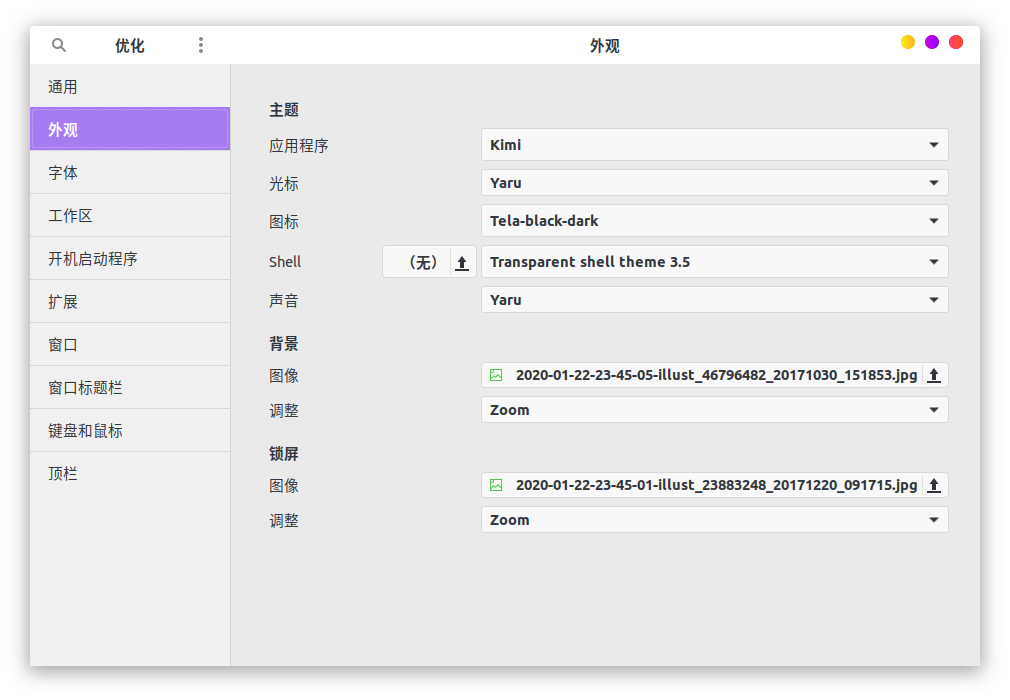 优化
外观
通用
外观
字体
工作区
开机启动程序
扩展
窗口
窗口标题栏
键盘和鼠标
顶栏
主题
应用程序 Kimi
光标 Yaru
图标 Tela-black-dark
Shell （无） Transparent shell theme 3.5
声音 Yaru
背景
图像 2020-01-22-23-45-05-illust_46796482_20171030_151853.jpg
调整 Zoom
锁屏
图像 2020-01-22-23-45-01-illust_23883248_20171220_091715.jpg
调整 Zoom